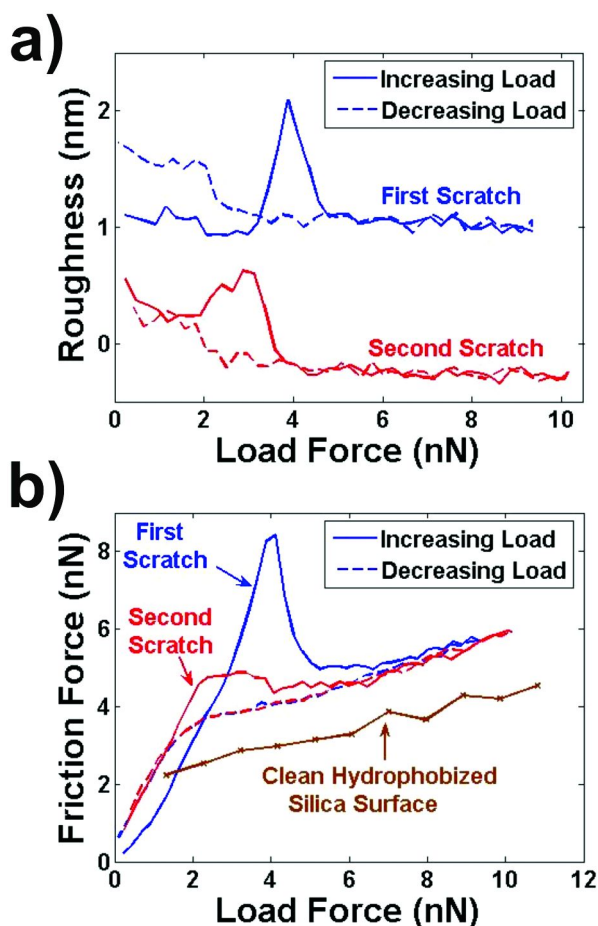 a)
Increasing Load
Decreasing Load
2
First Scratch
1
Second Scratch
0
Roughness (nm)
0 2 4 6 8 10
Load Force (nN)
b)
Increasing Load
Decreasing Load
First
Scratch
8
Second
Scratch
6
4
2
0
Clean Hydrophobized
Silica Surface
Friction Force (nN)
0 2 4 6 8 10 12
Load Force (nN)